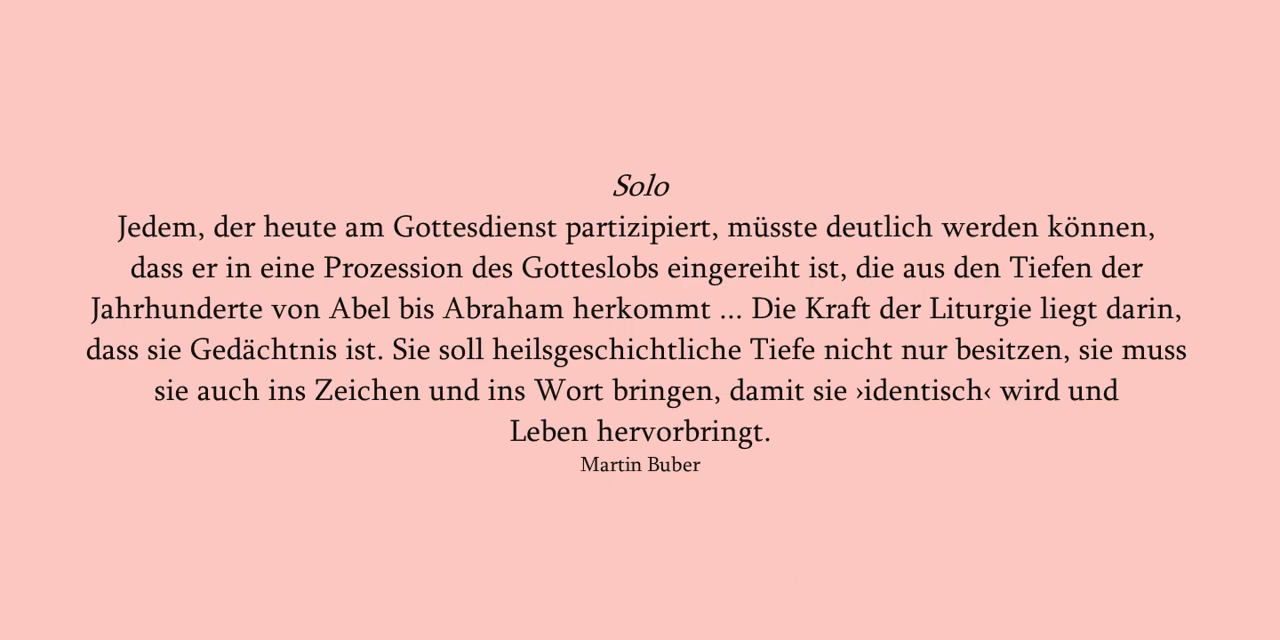 Solo
Jedem, der heute am Gottesdienst partizipiert, müsste deutlich werden können,
dass er in eine Prozession des Gotteslobs eingereiht ist, die aus den Tiefen der
Jahrhunderte von Abel bis Abraham herkommt ... Die Kraft der Liturgie liegt darin,
dass sie Gedächtnis ist. Sie soll heilsgeschichtliche Tiefe nicht nur besitzen, sie muss
sie auch ins Zeichen und ins Wort bringen, damit sie ›identisch‹ wird und
Leben hervorbringt.
Martin Buber